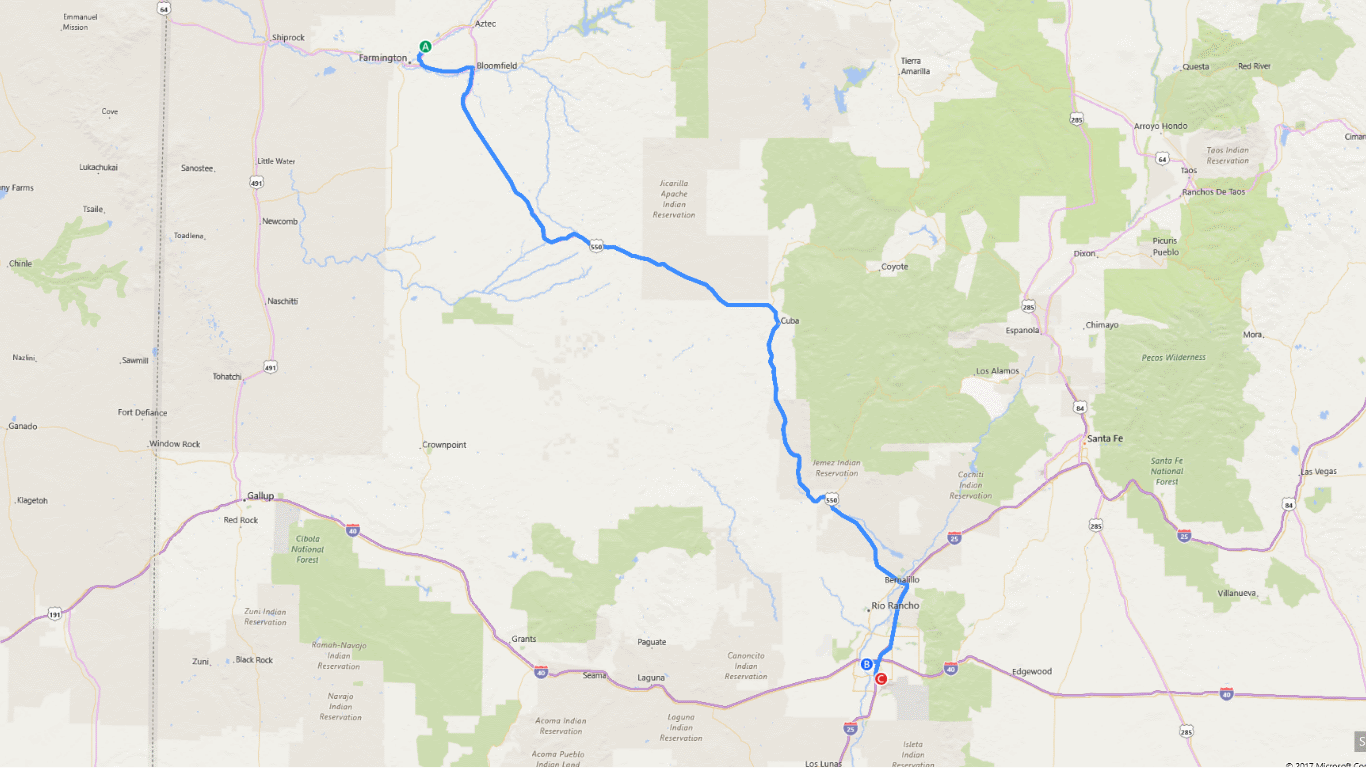 Emmanuel
Mission
64
Shiprock
Farmington
A
Aztec
Bloomfield
Tierra
Amarilla
Questa
Red River
Cove
285
Arroyo Hondo
64
Taos Indian
Reservation
Taos
Ranchos De Taos
Lukachukai
Sanostee
Little Water
491
ny Farms
Tsaile
Newcomb
Toadlena
Jicarilla
Apache
Indian
Reservation
550
Chinle
Coyote
Dixon
Picuris
Pueblo
Naschitti
285
Cuba
Espanola
Chimayo
Mora
Nazlini
Sawmill
491
Tohatchi
Pecos Wilderness
Los Alamos
Fort Defiance
84
Ganado
Window Rock
Crownpoint
Santa Fe
Jemez Indian
Reservation
Cochiti
Indian
Reservation
Santa Fe
National
Forest
Las Vegas
Klagetoh
Gallup
Red Rock
550
84
40
Cibola
National
Forest
25
285
25
Bernalillo
Rio Rancho
Villanueva
191
Zuni Indian
Reservation
Grants
Paguate
Ramah-Navajo
Indian
Reservation
Zuni
Black Rock
Canoncito
Indian
Reservation
B
C
40
Edgewood
40
Seama
Laguna
40
Navajo
Indian
Reservation
Acoma Indian
Reservation
Laguna
Indian
Reservation
25
285
Isleta
Indian
Reservation
Acoma Pueblo
Indian Land
Los Lunas
© 2017 Microsoft Co